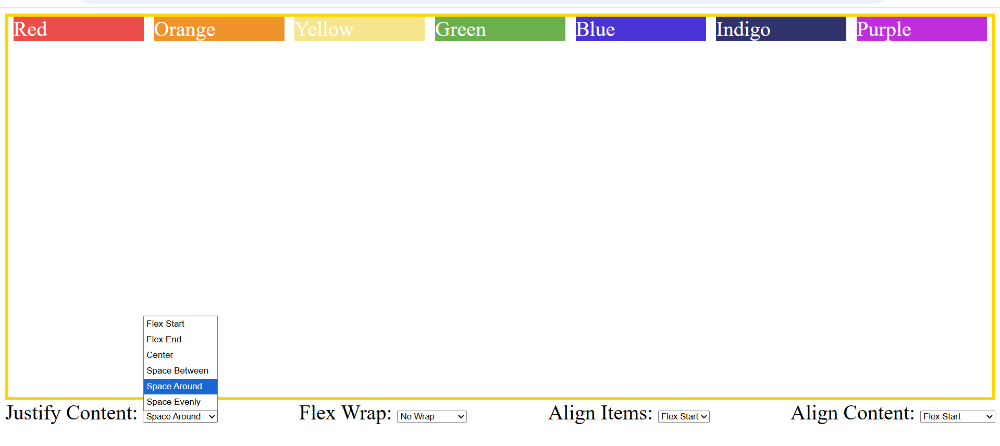 Red Orange Yellow Green Blue Indigo Purple
Flex Start
Flex End
Center
Space Between
Space Around
Space Evenly
Justify Content: Space Around Flex Wrap: No Wrap Align Items: Flex Start Align Content: Flex Start